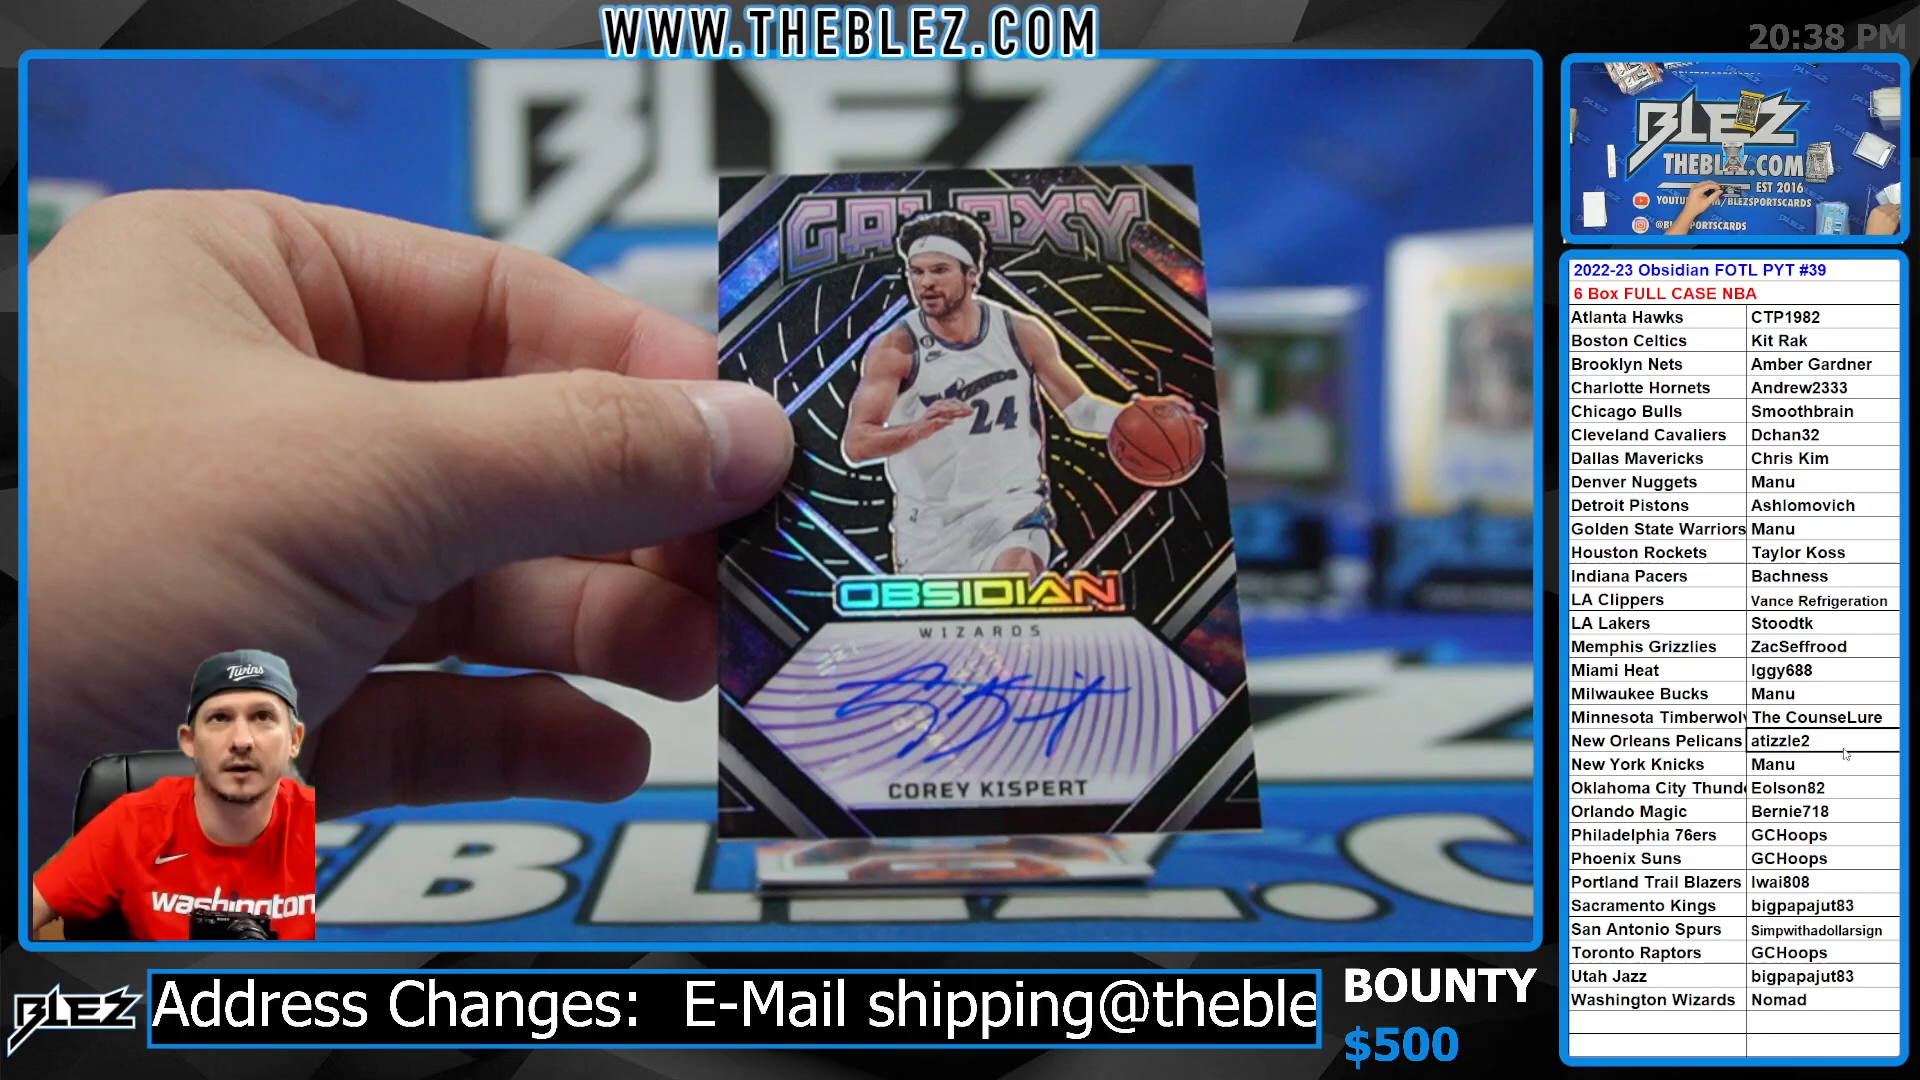 WWW.THEBLEZ.COM
20:38 PM
BLEZ
GALAXY
24
OBSIDIAN
WIZARDS
COREY KISPERT
Twins
washington
BLEZ
THEBLEZ.COM
EST 2016
2022-23 Obsidian FOTL PYT #39
6 Box FULL CASE NBA
Atlanta Hawks CTP1982
Boston Celtics Kit Rak
Brooklyn Nets Amber Gardner
Charlotte Hornets Andrew2333
Chicago Bulls Smoothbrain
Cleveland Cavaliers Dchan32
Dallas Mavericks Chris Kim
Denver Nuggets Manu
Detroit Pistons Ashlomovich
Golden State Warriors Manu
Houston Rockets Taylor Koss
Indiana Pacers Bachness
LA Clippers Vance Refrigeration
LA Lakers Stoodtk
Memphis Grizzlies ZacSeffrood
Miami Heat Iggy688
Milwaukee Bucks Manu
Minnesota Timberwolv The CounseLure
New Orleans Pelicans atizzle2
New York Knicks Manu
Oklahoma City Thunde Eolson82
Orlando Magic Bernie718
Philadelphia 76ers GCHoops
Phoenix Suns GCHoops
Portland Trail Blazers Iwai808
Sacramento Kings bigpapajut83
San Antonio Spurs Simpwithadollarsign
Toronto Raptors GCHoops
Utah Jazz bigpapajut83
Washington Wizards Nomad
BLEZ
Address Changes: E-Mail shipping@theble
BOUNTY
$500